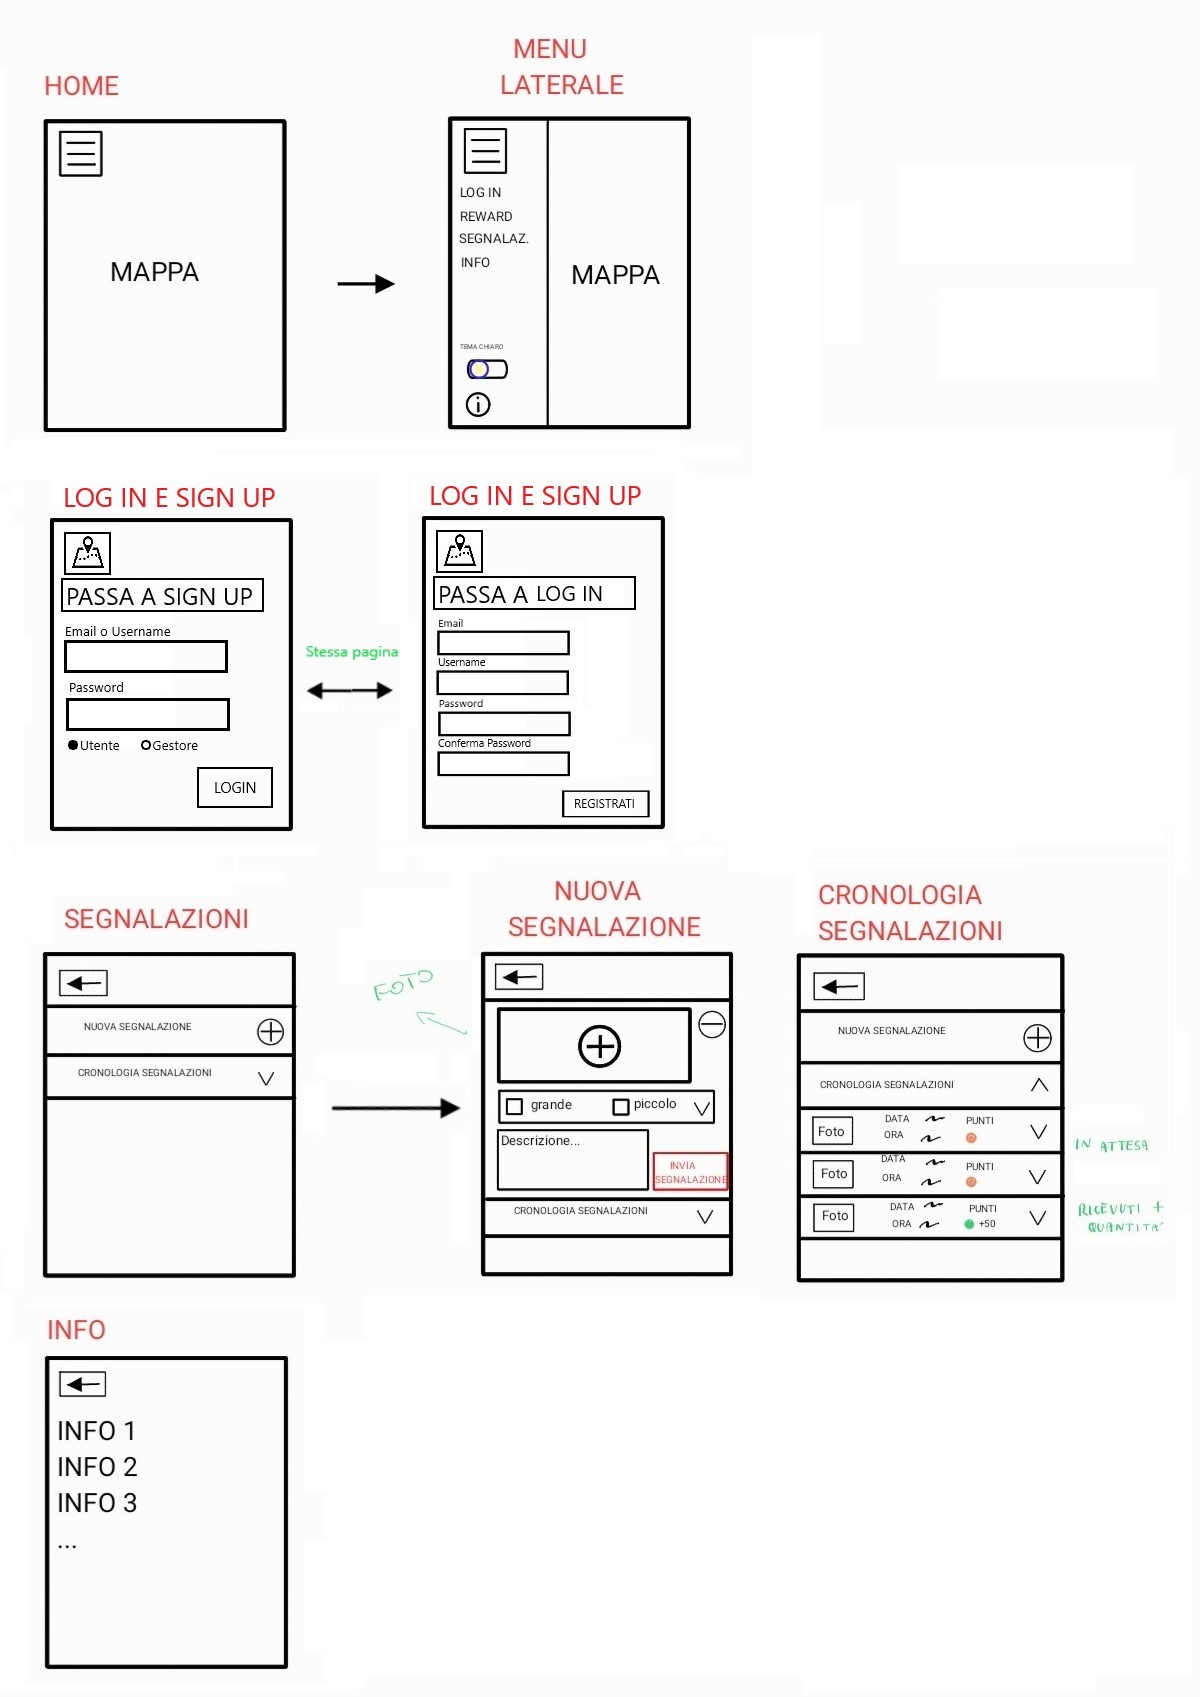 HOME
MAPPA
MENU
LATERALE
LOG IN
REWARD
SEGNALAZ.
INFO
TEMA CHIARO
MAPPA
LOG IN E SIGN UP
PASSA A SIGN UP
Email o Username
Password
Utente
Gestore
LOGIN
Stessa pagina
LOG IN E SIGN UP
PASSA A LOG IN
Email
Username
Password
Conferma Password
REGISTRATI
SEGNALAZIONI
NUOVA SEGNALAZIONE
CRONOLOGIA SEGNALAZIONI
FOTO
NUOVA
SEGNALAZIONE
grande
piccolo
Descrizione...
INVIA
SEGNALAZIONE
CRONOLOGIA SEGNALAZIONI
CRONOLOGIA
SEGNALAZIONI
NUOVA SEGNALAZIONE
CRONOLOGIA SEGNALAZIONI
Foto
DATA
ORA
PUNTI
IN ATTESA
Foto
DATA
ORA
PUNTI
Foto
DATA
ORA
PUNTI
+50
RICEVUTI +
QUANTITA'
INFO
INFO 1
INFO 2
INFO 3
...